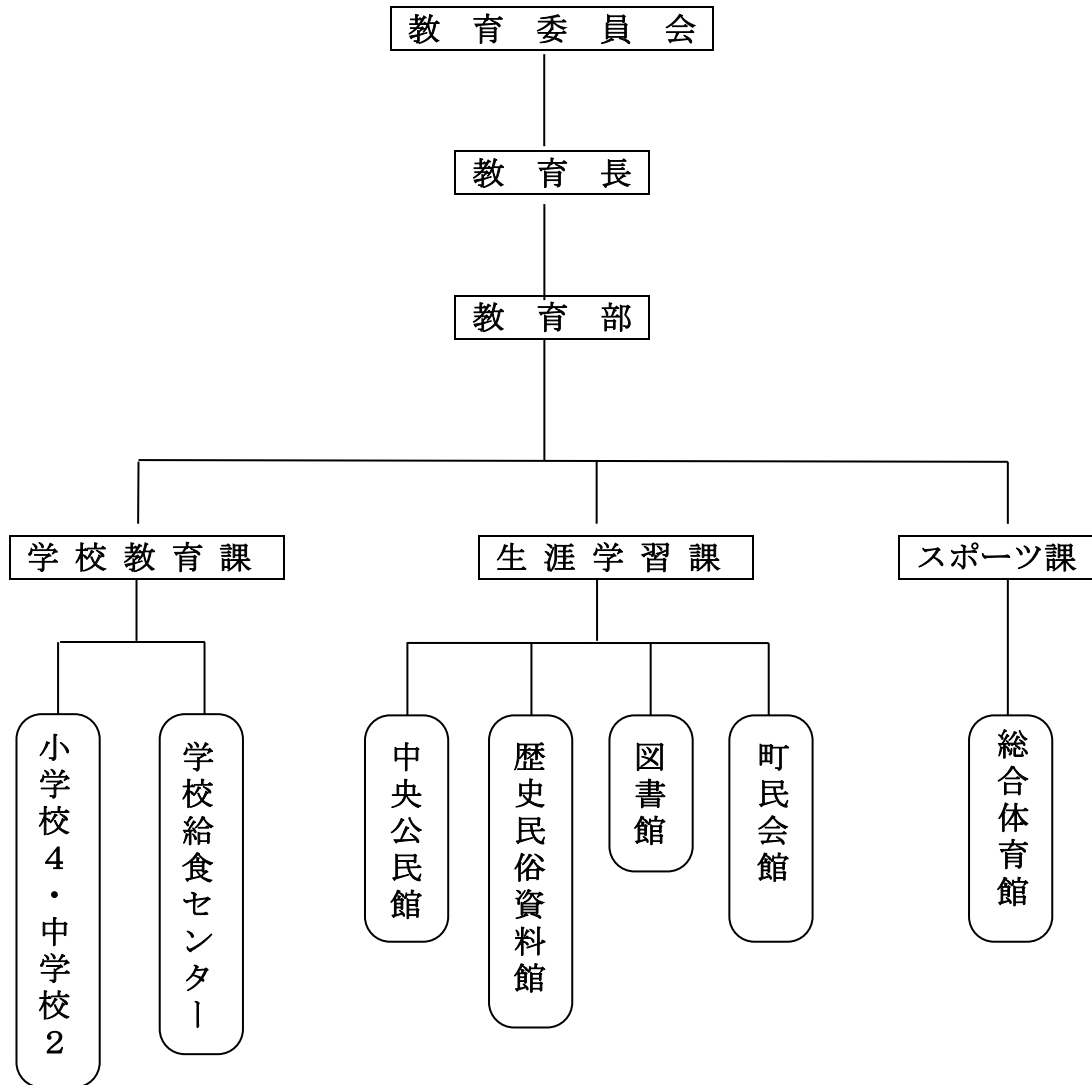 教育委員会
教育長
教育部
学校教育課
生涯学習課
スポーツ課
小学校４・中学校２
学校給食センター
中央公民館
歴史民俗資料館
図書館
町民会館
総合体育館